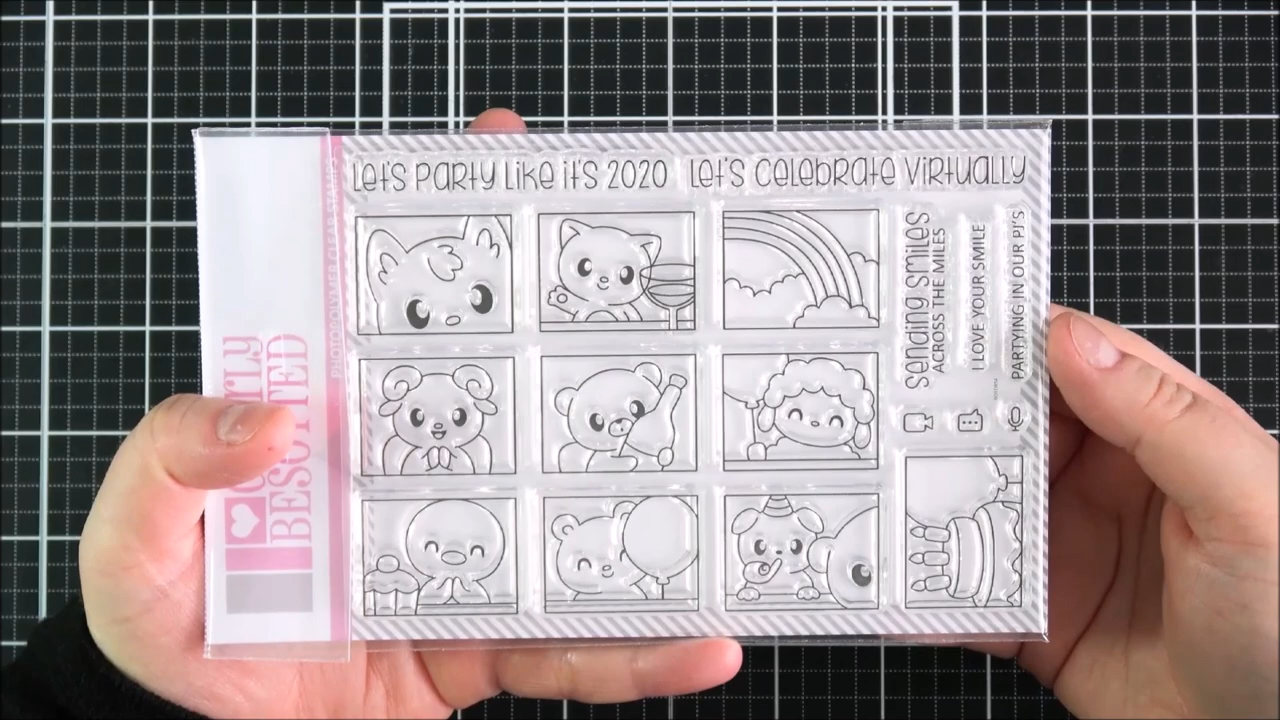 Let's Party Like it's 2020
Let's Celebrate Virtually
Sending Smiles
ACROSS THE MILES
I LOVE YOUR SMILE
PARTYING IN OUR PJ'S
PHOTOPOLYMER CLEAR STAMPS
BESOTTED